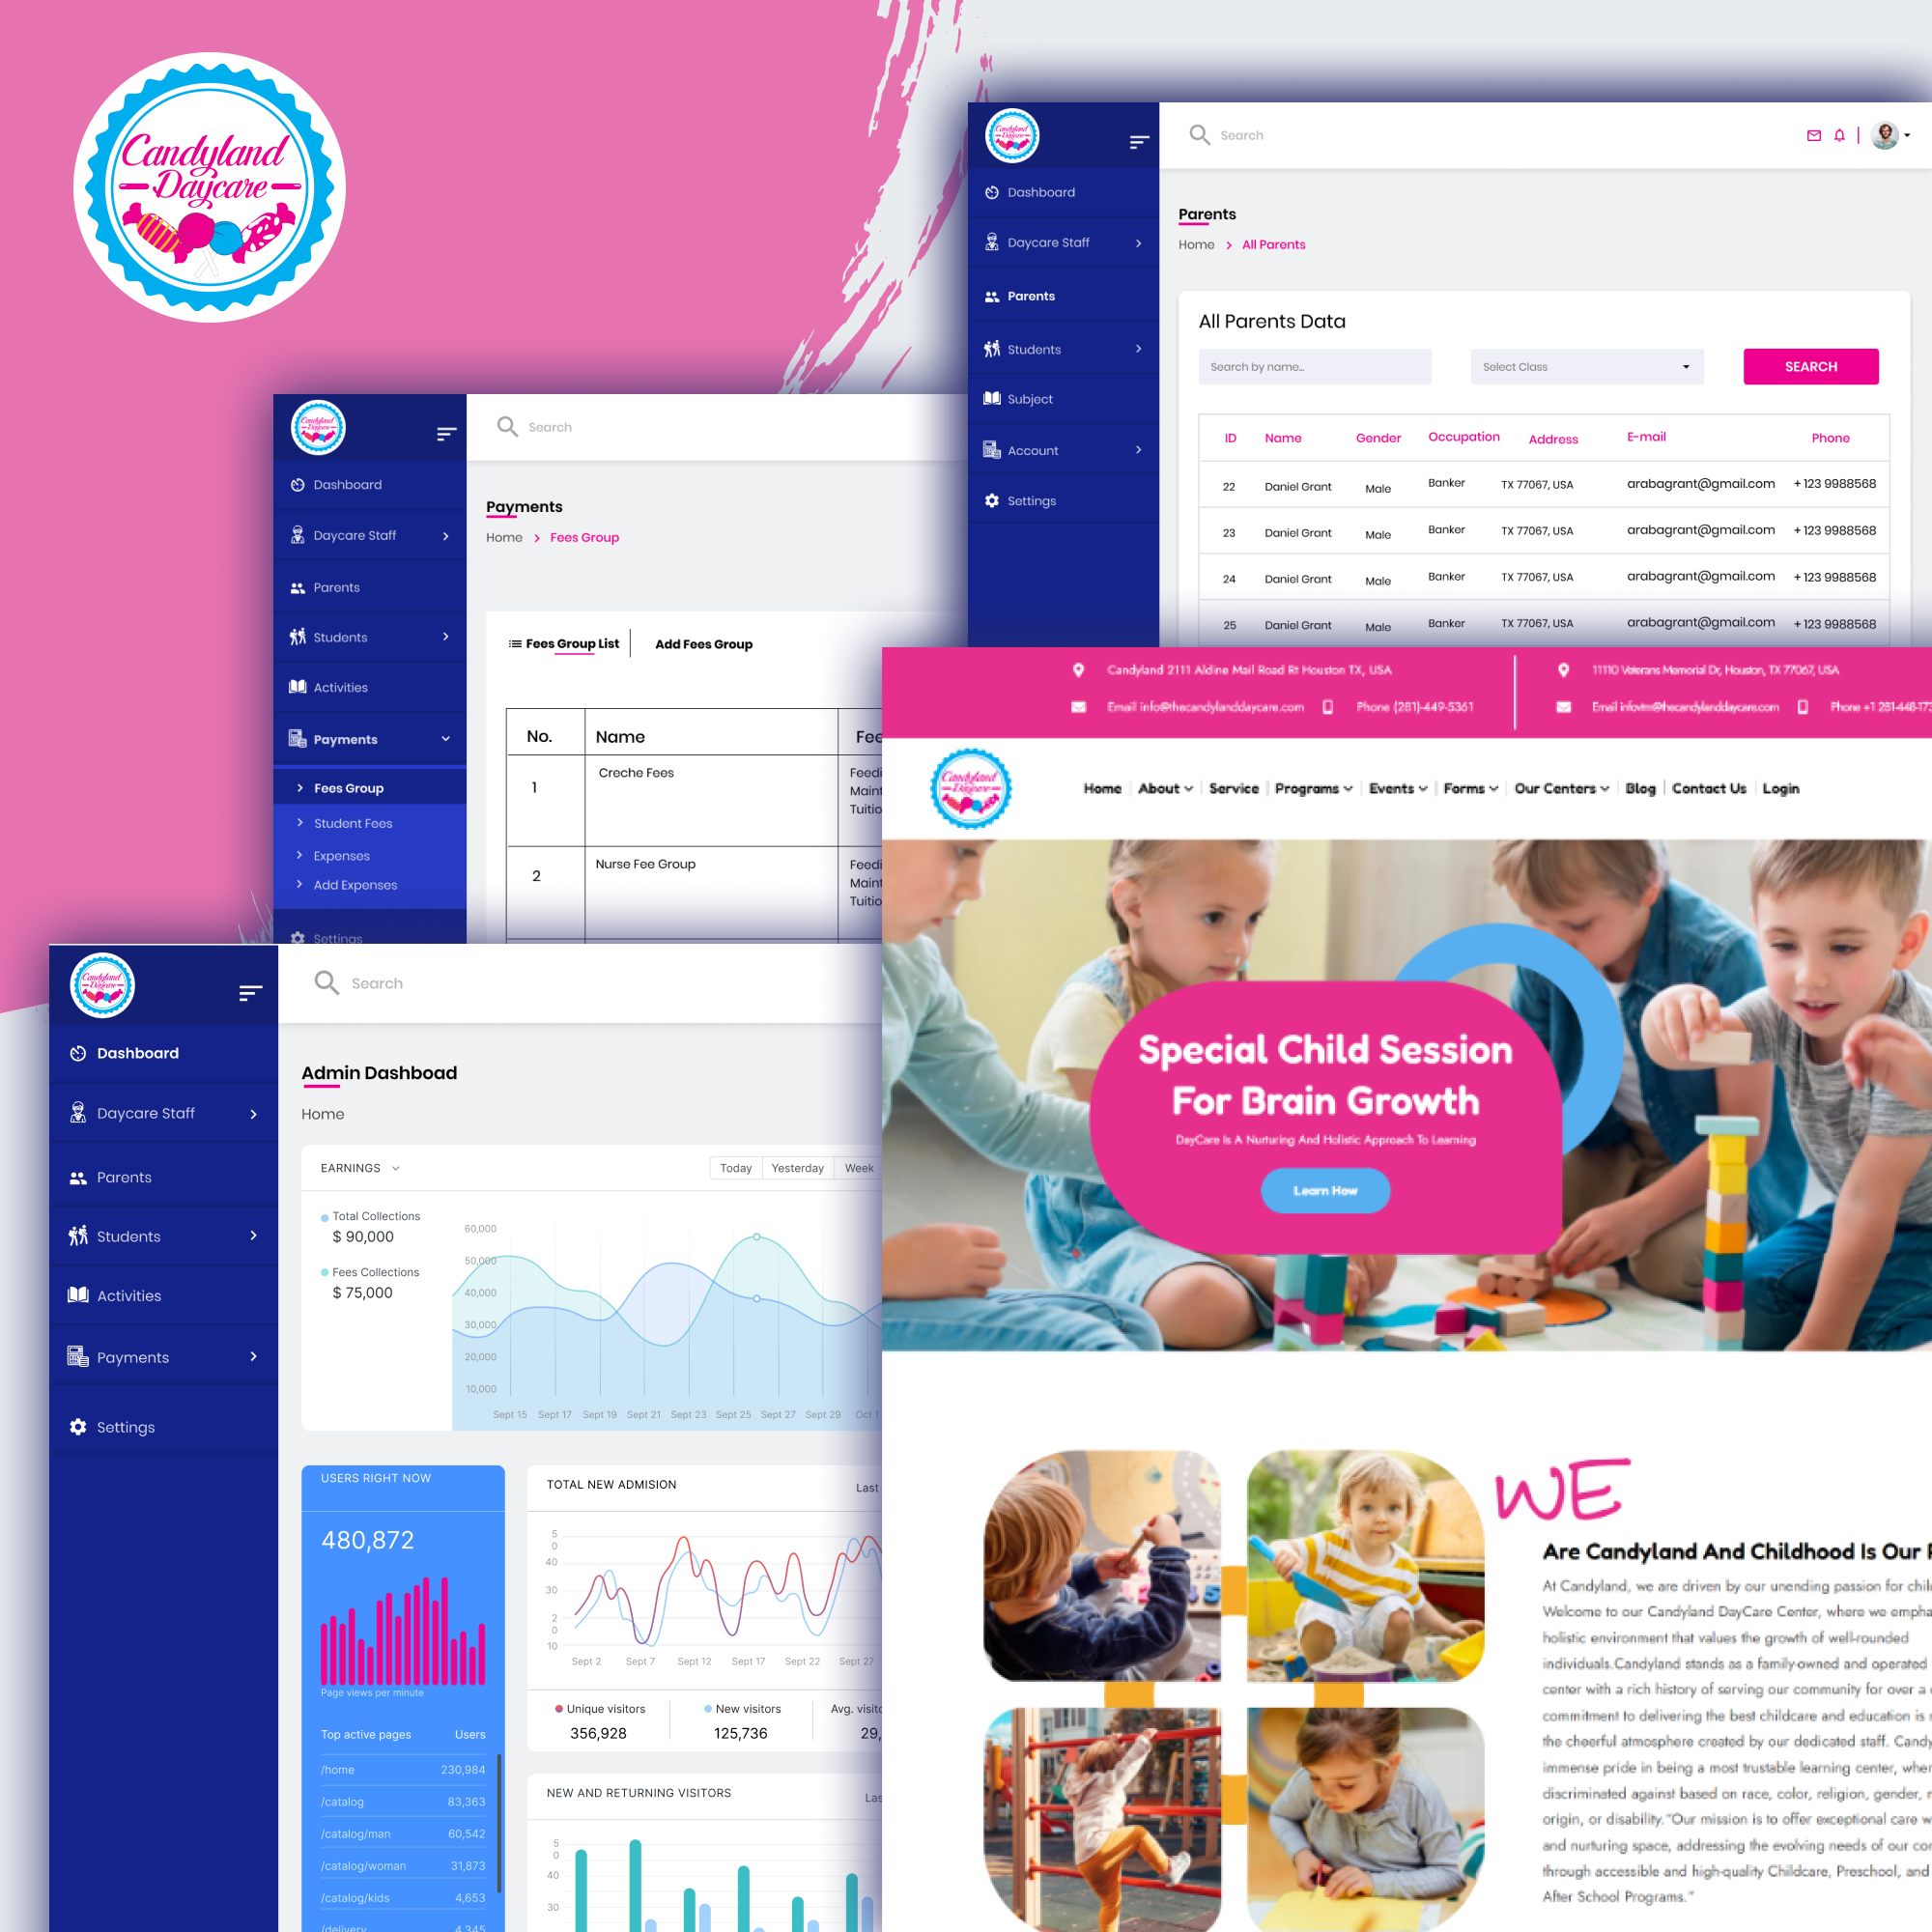 Candyland
Daycare
Candyland
Daycare
Search
Dashboard
Daycare Staff
Parents
Students
Subject
Account
Settings
Parents
Home > All Parents
All Parents Data
Search by name...
Select Class
SEARCH
ID Name Gender Occupation Address E-mail Phone
22 Daniel Grant Male Banker TX 77067, USA arabagrant@gmail.com + 123 9988568
23 Daniel Grant Male Banker TX 77067, USA arabagrant@gmail.com + 123 9988568
24 Daniel Grant Male Banker TX 77067, USA arabagrant@gmail.com + 123 9988568
25 Daniel Grant Male Banker TX 77067, USA arabagrant@gmail.com + 123 9988568
Candyland
Daycare
Search
Dashboard
Daycare Staff
Parents
Students
Activities
Payments
Fees Group
Student Fees
Expenses
Add Expenses
Settings
Payments
Home > Fees Group
Fees Group List
Add Fees Group
No. Name Fee
1 Creche Fees
Feedi
Maint
Tuitio
2 Nurse Fee Group
Feedi
Maint
Tuitio
Candyland 2111 Aldine Mail Road Rt Houston TX, USA
Email info@thecandylanddaycare.com Phone (281)-449-5361
11110 Veterans Memorial Dr, Houston, TX 77067, USA
Phone +1 281-448-173
Candyland
Daycare
Home About Service Programs Events Forms Our Centers Blog Contact Us Login
Special Child Session
For Brain Growth
DayCare Is A Nurturing And Holistic Approach To Learning
Learn How
WE
Are Candyland And Childhood Is Our
At Candyland, we are driven by our unending passion for chil
Welcome to our Candyland DayCare Center, where we empha
holistic environment that values the growth of well-rounded
individuals.Candyland stands as a family-owned and operated
center with a rich history of serving our community for over a
commitment to delivering the best childcare and education is
the cheerful atmosphere created by our dedicated staff. Candy
immense pride in being a most trustable learning center, wher
discriminated against based on race, color, religion, gender,
origin, or disability."Our mission is to offer exceptional care w
and nurturing space, addressing the evolving needs of our co
through accessible and high-quality Childcare, Preschool, and
After School Programs."
Candyland
Daycare
Search
Dashboard
Daycare Staff
Parents
Students
Activities
Payments
Settings
Admin Dashboad
Home
EARNINGS
Today Yesterday Week
Total Collections
$ 90,000
Fees Collections
$ 75,000
60,000
50,000
40,000
30,000
20,000
10,000
Sept 15 Sept 17 Sept 19 Sept 21 Sept 23 Sept 25 Sept 27 Sept 29 Oct 1
USERS RIGHT NOW
480,872
Page views per minute
Top active pages Users
/home 230,984
/catalog 83,363
/catalog/man 60,542
/catalog/woman 31,873
/catalog/kids 4,653
/delivery 4,345
TOTAL NEW ADMISION
Last
5
0
40
30
2
0
10
Sept 2 Sept 7 Sept 12 Sept 17 Sept 22 Sept 27
Unique visitors
356,928
New visitors
125,736
Avg. visito
29,
NEW AND RETURNING VISITORS
Las
5
0
40
30